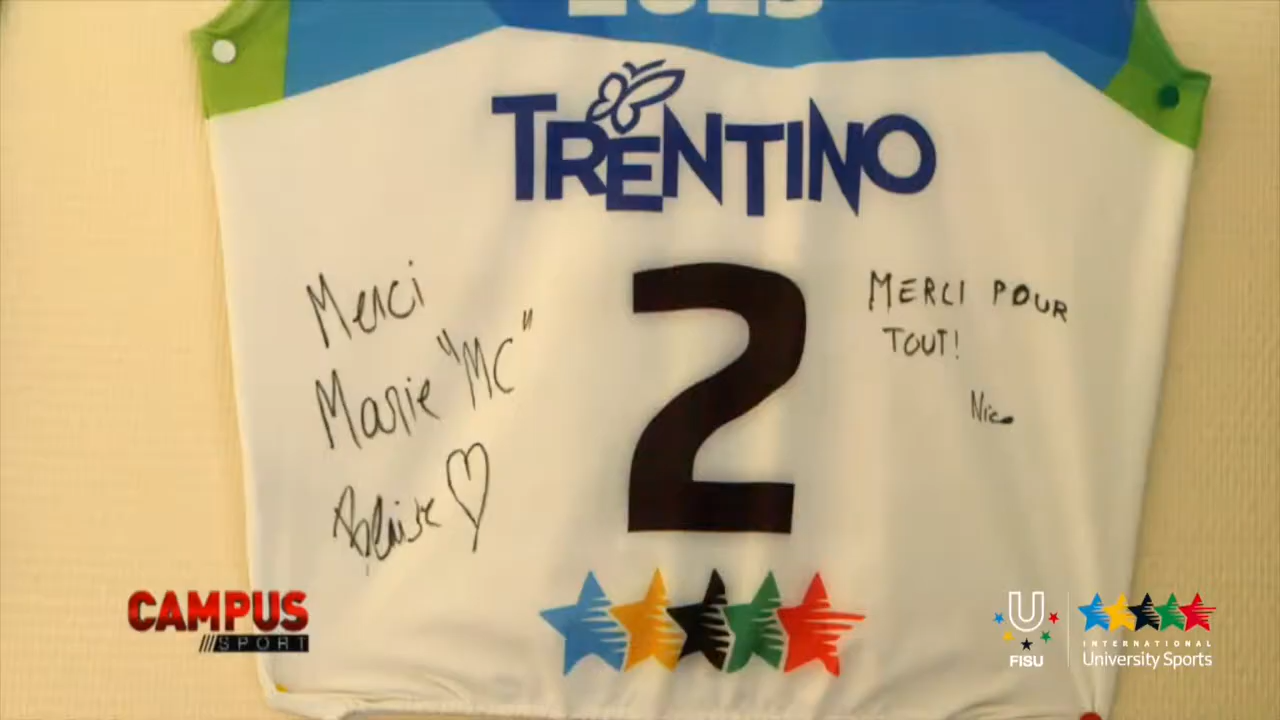 TRENTINO
2
Merci
Marie "MC"
Blaise
MERCI POUR
TOUT!
Nico
CAMPUS
SPORT
U
FISU
INTERNATIONAL
University Sports